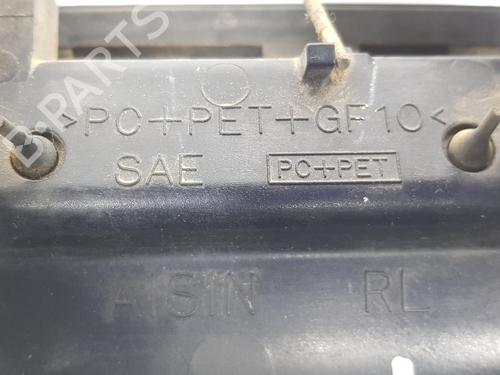 >PC+PET+GF10<
SAE PC+PET
AISIN RL
B-PARTS